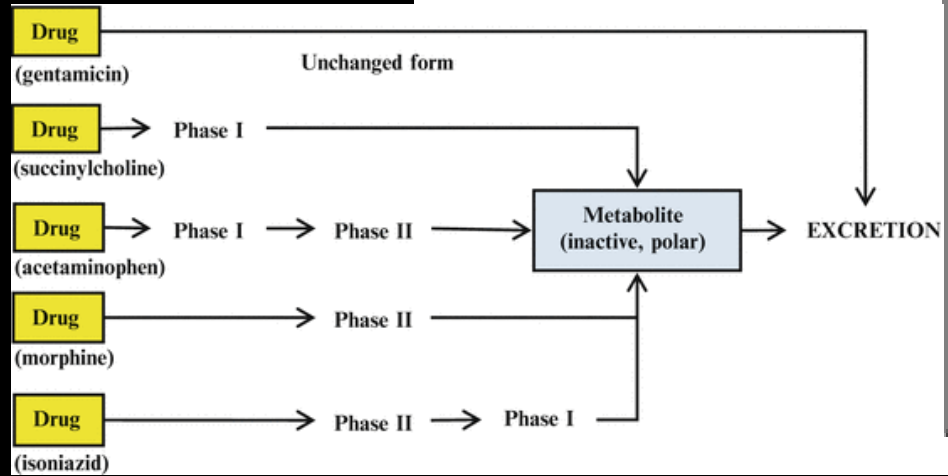 Drug
(gentamicin)
Unchanged form
Drug
Phase I
(succinylcholine)
Drug
Phase I
Phase II
Metabolite
(inactive, polar)
EXCRETION
(acetaminophen)
Drug
Phase II
(morphine)
Drug
Phase II
Phase I
(isoniazid)